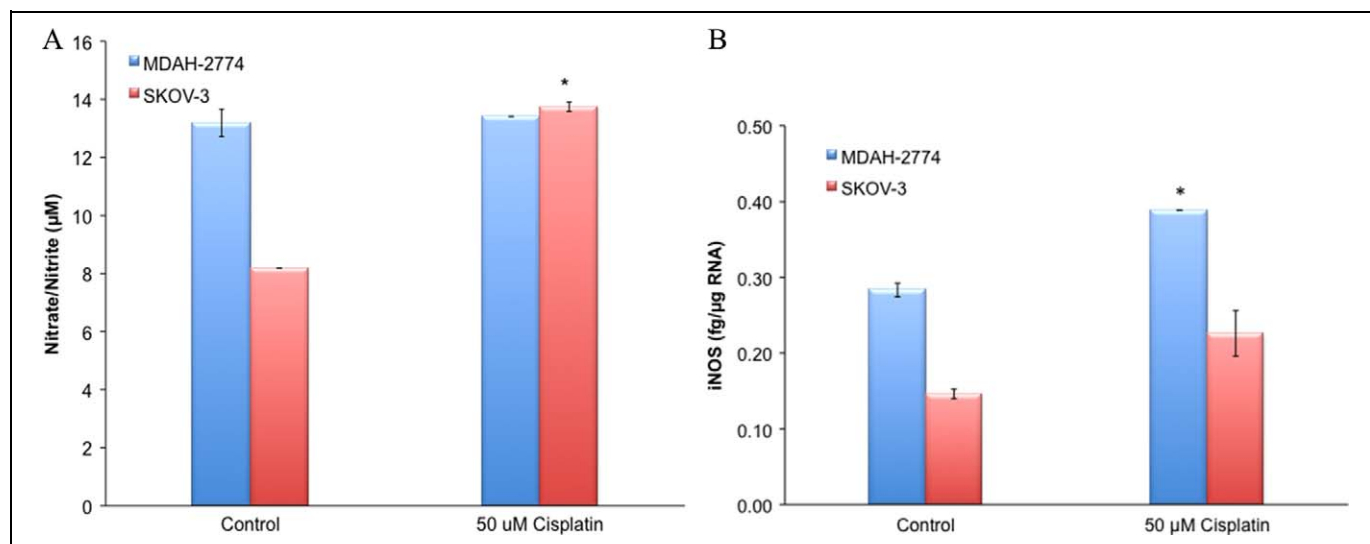 A
16
14
12
10
8
6
4
2
0
Nitrate/Nitrite (µM)
MDAH-2774
SKOV-3
*
Control
50 uM Cisplatin
B
0.50
0.40
0.30
0.20
0.10
0.00
iNOS (fg/µg RNA)
MDAH-2774
SKOV-3
*
Control
50 µM Cisplatin